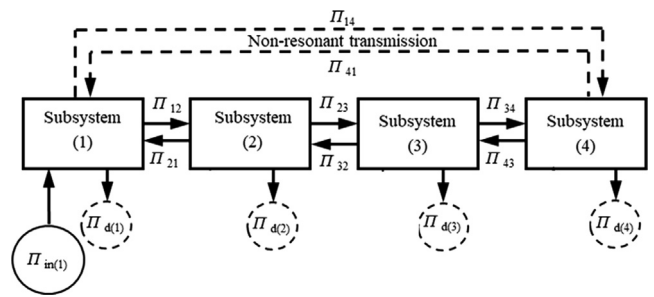 Π14
Non-resonant transmission
Π41
Π12 Π23 Π34
Subsystem (1)
Subsystem (2)
Subsystem (3)
Subsystem (4)
Π21 Π32 Π43
Πd(1) Πd(2) Πd(3) Πd(4)
Πin(1)